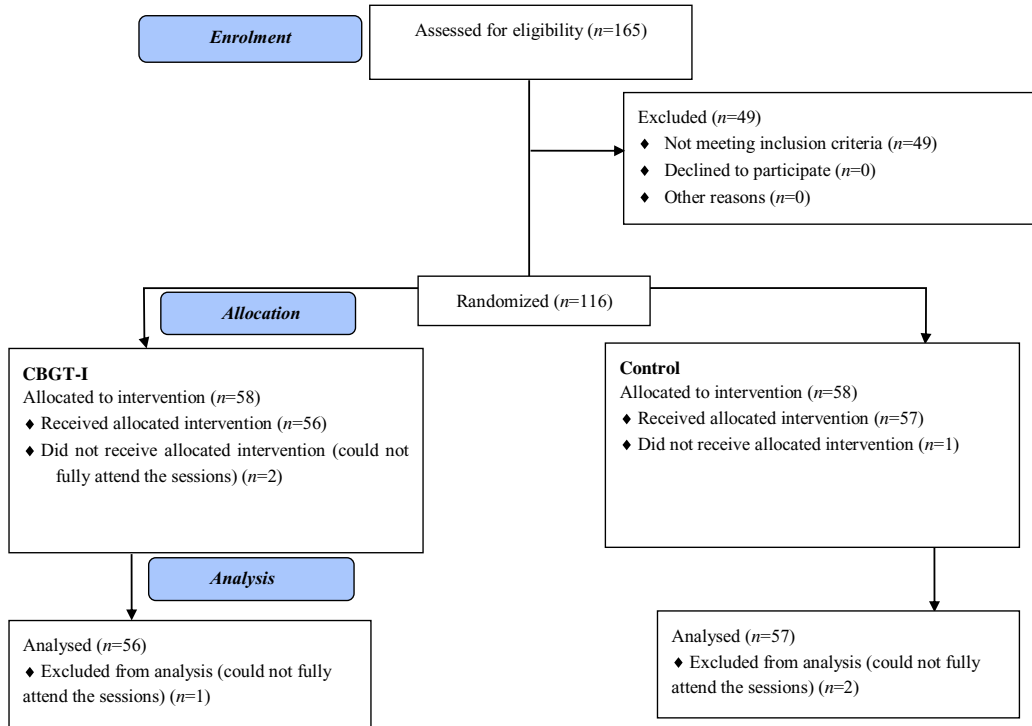 Enrolment
Assessed for eligibility (n=165)
Excluded (n=49)
♦ Not meeting inclusion criteria (n=49)
♦ Declined to participate (n=0)
♦ Other reasons (n=0)
Randomized (n=116)
Allocation
CBGT-I
Allocated to intervention (n=58)
♦ Received allocated intervention (n=56)
♦ Did not receive allocated intervention (could not
fully attend the sessions) (n=2)
Control
Allocated to intervention (n=58)
♦ Received allocated intervention (n=57)
♦ Did not receive allocated intervention (n=1)
Analysis
Analysed (n=56)
♦ Excluded from analysis (could not fully
attend the sessions) (n=1)
Analysed (n=57)
♦ Excluded from analysis (could not fully
attend the sessions) (n=2)